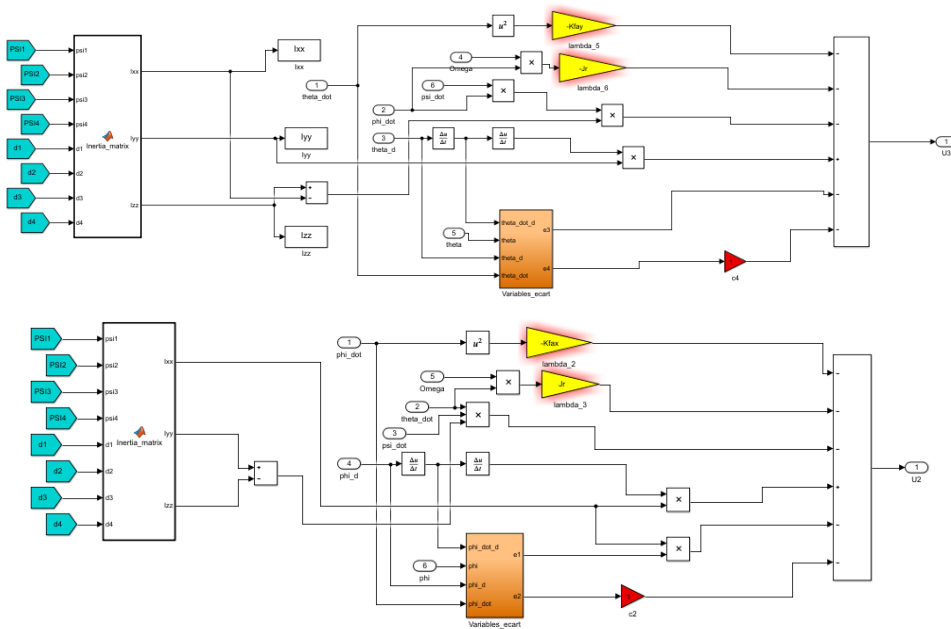 PSI1
PSI2
PSI3
PSI4
d1
d2
d3
d4
psi1
psi2
psi3
psi4
d1
d2
d3
d4
Inertia_matrix
Ixx
Iyy
Izz
Ixx
Ixx
Iyy
Iyy
Izz
Izz
1
theta_dot
4
Omega
6
psi_dot
2
phi_dot
3
theta_d
5
theta
u²
-Kfay
lambda_5
-Jr
lambda_6
Δu
Δt
Δu
Δt
theta_dot_d
theta
theta_d
theta_dot
e3
e4
Variables_ecart
c4
1
U3
PSI1
PSI2
PSI3
PSI4
d1
d2
d3
d4
psi1
psi2
psi3
psi4
d1
d2
d3
d4
Inertia_matrix
Ixx
Iyy
Izz
1
phi_dot
5
Omega
2
theta_dot
3
psi_dot
4
phi_d
6
phi
u²
-Kfax
lambda_2
Jr
lambda_3
Δu
Δt
Δu
Δt
phi_dot_d
phi
phi_d
phi_dot
e1
e2
Variables_ecart
c2
1
U2